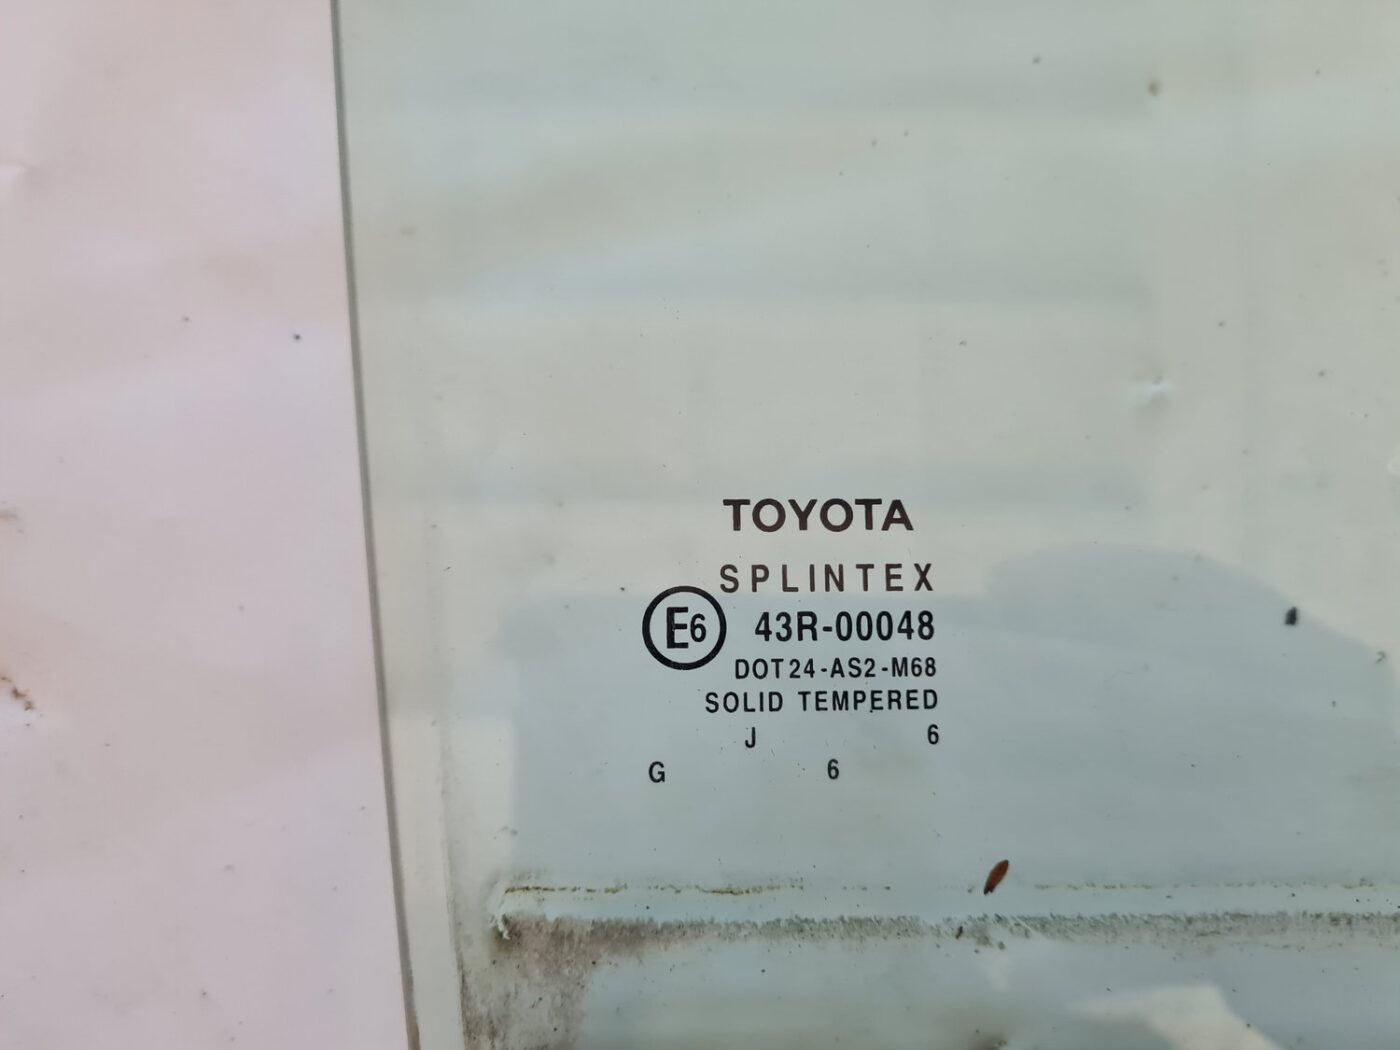 TOYOTA
SPLINTEX
E6 43R-00048
DOT24-AS2-M68
SOLID TEMPERED
J 6
G 6